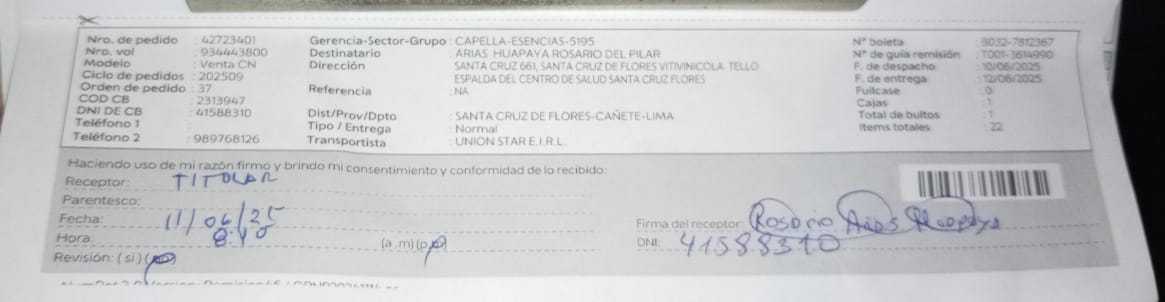 Nro. de pedido : 42723401
Nro. vol : 934443800
Modelo : Venta CN
Ciclo de pedidos : 202509
Orden de pedido : 37
COD CB : 2313947
DNI DE CB : 41588310
Teléfono 1 :
Teléfono 2 : 989768126
Gerencia-Sector-Grupo : CAPELLA-ESENCIAS-5195
Destinatario : ARIAS HUAPAYA ROSARIO DEL PILAR
Dirección : SANTA CRUZ 661, SANTA CRUZ DE FLORES VITIVINICOLA TELLO
ESPALDA DEL CENTRO DE SALUD SANTA CRUZ FLORES
Referencia : NA
Dist/Prov/Dpto : SANTA CRUZ DE FLORES-CAÑETE-LIMA
Tipo / Entrega : Normal
Transportista : UNION STAR E.I.R.L.
N° boleta : B032-7812367
N° de guía remisión : T001-3614990
F. de despacho : 10/06/2025
F. de entrega : 12/06/2025
Fullcase : 0
Cajas : 1
Total de bultos : 1
Items totales : 22
Haciendo uso de mi razón firmo y brindo mi consentimiento y conformidad de lo recibido:
Receptor: TITULAR
Parentesco:
Fecha: 11/06/25
Hora: 8:10 (a.m) (p.m)
Revisión: (si) (no)
Firma del receptor: Rosario Arias Huapaya
DNI: 41588310